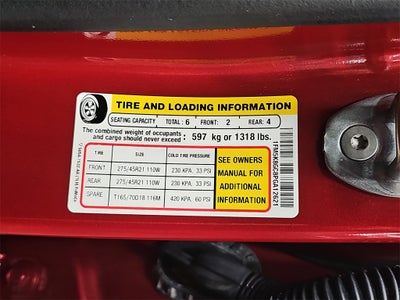 TIRE AND LOADING INFORMATION
SEATING CAPACITY TOTAL: 6 FRONT: 2 REAR: 4
The combined weight of occupants
and cargo should never exceed: 597 kg or 1318 lbs.
TIRE SIZE COLD TIRE PRESSURE
FRONT 275/45R21 110W 230 KPA, 33 PSI
REAR 275/45R21 110W 230 KPA, 33 PSI
SPARE T165/70D18 116M 420 KPA, 60 PSI
SEE OWNERS
MANUAL FOR
ADDITIONAL
INFORMATION
1FM5K8GC8PGA12621